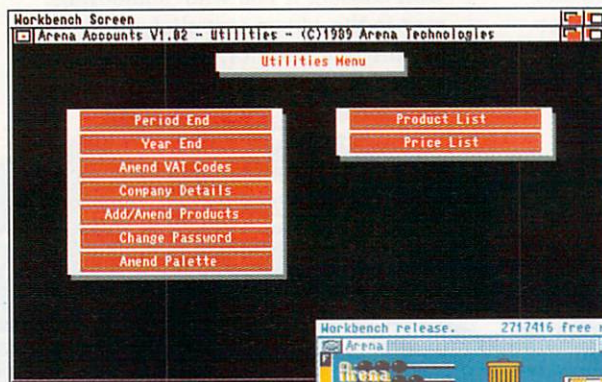 Workbench Screen
Arena Accounts V1.02 - Utilities - (C)1989 Arena Technologies
Utilities Menu
Period End
Year End
Amend VAT Codes
Company Details
Add/Amend Products
Change Password
Amend Palette
Product List
Price List
Workbench release. 2717416 free
Arena
Arena